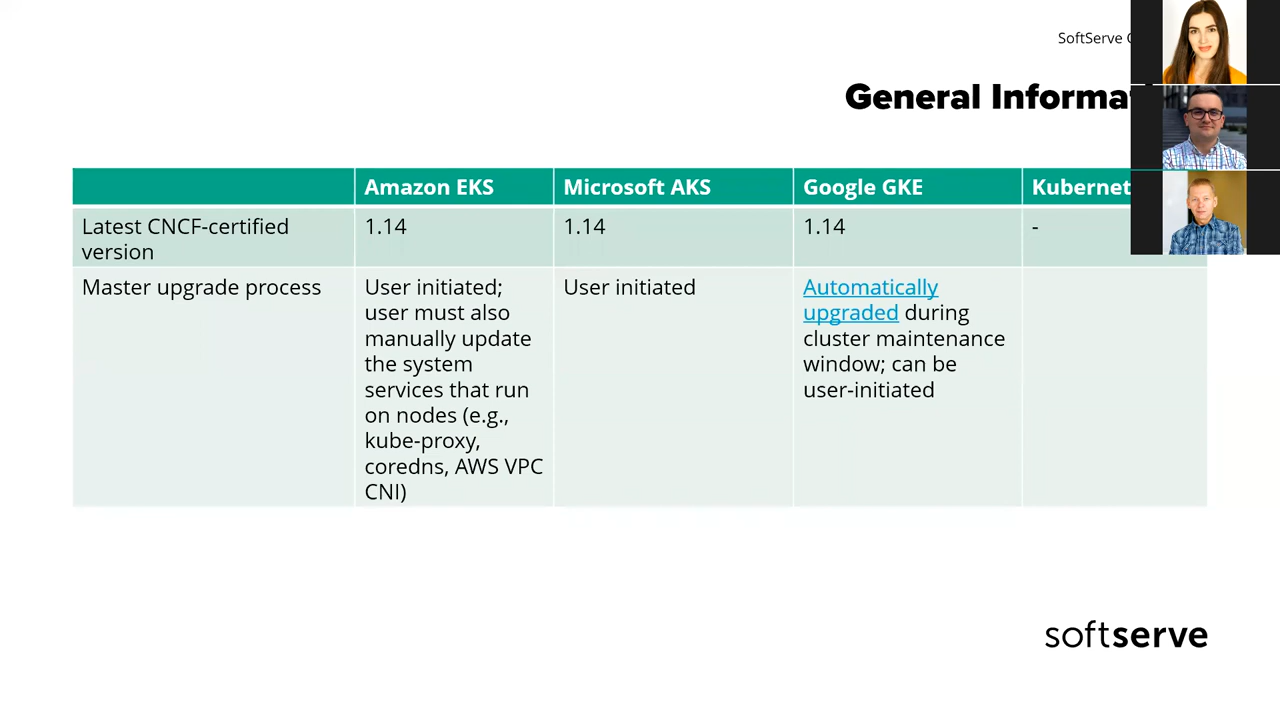 SoftServe
General Informat
Amazon EKS
Microsoft AKS
Google GKE
Kubernet
Latest CNCF-certified
version
1.14
1.14
1.14
-
Master upgrade process
User initiated;
user must also
manually update
the system
services that run
on nodes (e.g.,
kube-proxy,
coredns, AWS VPC
CNI)
User initiated
Automatically
upgraded during
cluster maintenance
window; can be
user-initiated
softserve